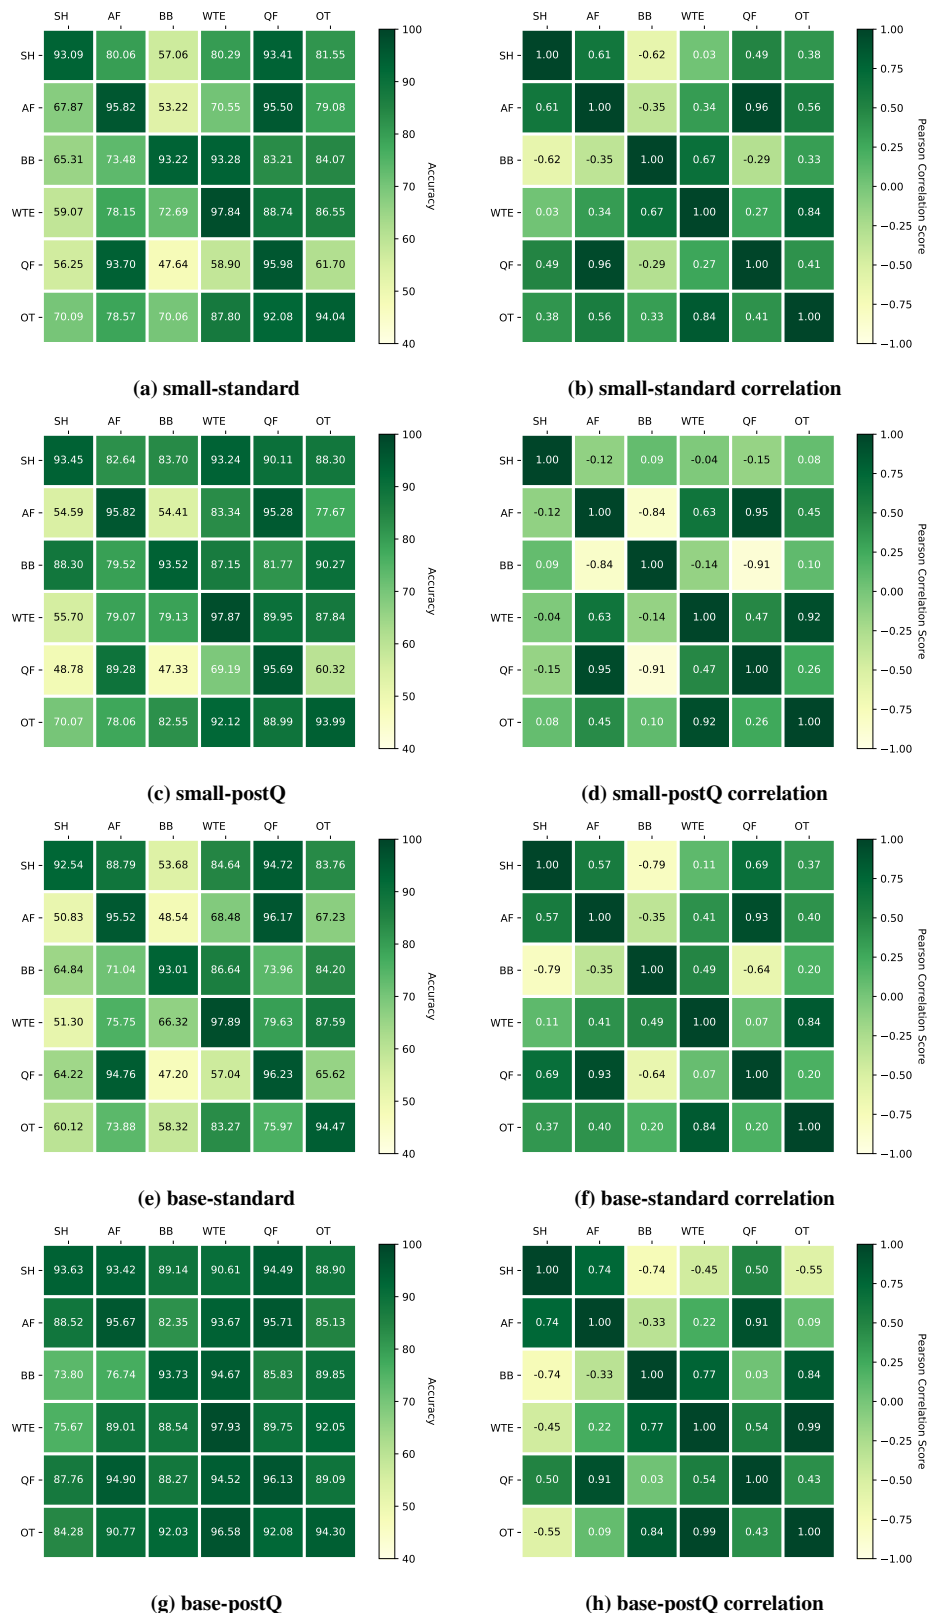 SH AF BB WTE QF OT
SH 93.09 80.06 57.06 80.29 93.41 81.55
AF 67.87 95.82 53.22 70.55 95.50 79.08
BB 65.31 73.48 93.22 93.28 83.21 84.07
WTE 59.07 78.15 72.69 97.84 88.74 86.55
QF 56.25 93.70 47.64 58.90 95.98 61.70
OT 70.09 78.57 70.06 87.80 92.08 94.04
100
90
80
70
60
50
40
Accuracy
(a) small-standard
SH AF BB WTE QF OT
SH 1.00 0.61 -0.62 0.03 0.49 0.38
AF 0.61 1.00 -0.35 0.34 0.96 0.56
BB -0.62 -0.35 1.00 0.67 -0.29 0.33
WTE 0.03 0.34 0.67 1.00 0.27 0.84
QF 0.49 0.96 -0.29 0.27 1.00 0.41
OT 0.38 0.56 0.33 0.84 0.41 1.00
1.00
0.75
0.50
0.25
0.00
−0.25
−0.50
−0.75
−1.00
Pearson Correlation Score
(b) small-standard correlation
SH AF BB WTE QF OT
SH 93.45 82.64 83.70 93.24 90.11 88.30
AF 54.59 95.82 54.41 83.34 95.28 77.67
BB 88.30 79.52 93.52 87.15 81.77 90.27
WTE 55.70 79.07 79.13 97.87 89.95 87.84
QF 48.78 89.28 47.33 69.19 95.69 60.32
OT 70.07 78.06 82.55 92.12 88.99 93.99
100
90
80
70
60
50
40
Accuracy
(c) small-postQ
SH AF BB WTE QF OT
SH 1.00 -0.12 0.09 -0.04 -0.15 0.08
AF -0.12 1.00 -0.84 0.63 0.95 0.45
BB 0.09 -0.84 1.00 -0.14 -0.91 0.10
WTE -0.04 0.63 -0.14 1.00 0.47 0.92
QF -0.15 0.95 -0.91 0.47 1.00 0.26
OT 0.08 0.45 0.10 0.92 0.26 1.00
1.00
0.75
0.50
0.25
0.00
−0.25
−0.50
−0.75
−1.00
Pearson Correlation Score
(d) small-postQ correlation
SH AF BB WTE QF OT
SH 92.54 88.79 53.68 84.64 94.72 83.76
AF 50.83 95.52 48.54 68.48 96.17 67.23
BB 64.84 71.04 93.01 86.64 73.96 84.20
WTE 51.30 75.75 66.32 97.89 79.63 87.59
QF 64.22 94.76 47.20 57.04 96.23 65.62
OT 60.12 73.88 58.32 83.27 75.97 94.47
100
90
80
70
60
50
40
Accuracy
(e) base-standard
SH AF BB WTE QF OT
SH 1.00 0.57 -0.79 0.11 0.69 0.37
AF 0.57 1.00 -0.35 0.41 0.93 0.40
BB -0.79 -0.35 1.00 0.49 -0.64 0.20
WTE 0.11 0.41 0.49 1.00 0.07 0.84
QF 0.69 0.93 -0.64 0.07 1.00 0.20
OT 0.37 0.40 0.20 0.84 0.20 1.00
1.00
0.75
0.50
0.25
0.00
−0.25
−0.50
−0.75
−1.00
Pearson Correlation Score
(f) base-standard correlation
SH AF BB WTE QF OT
SH 93.63 93.42 89.14 90.61 94.49 88.90
AF 88.52 95.67 82.35 93.67 95.71 85.13
BB 73.80 76.74 93.73 94.67 85.83 89.85
WTE 75.67 89.01 88.54 97.93 89.75 92.05
QF 87.76 94.90 88.27 94.52 96.13 89.09
OT 84.28 90.77 92.03 96.58 92.08 94.30
100
90
80
70
60
50
40
Accuracy
(g) base-postQ
SH AF BB WTE QF OT
SH 1.00 0.74 -0.74 -0.45 0.50 -0.55
AF 0.74 1.00 -0.33 0.22 0.91 0.09
BB -0.74 -0.33 1.00 0.77 0.03 0.84
WTE -0.45 0.22 0.77 1.00 0.54 0.99
QF 0.50 0.91 0.03 0.54 1.00 0.43
OT -0.55 0.09 0.84 0.99 0.43 1.00
1.00
0.75
0.50
0.25
0.00
−0.25
−0.50
−0.75
−1.00
Pearson Correlation Score
(h) base-postQ correlation